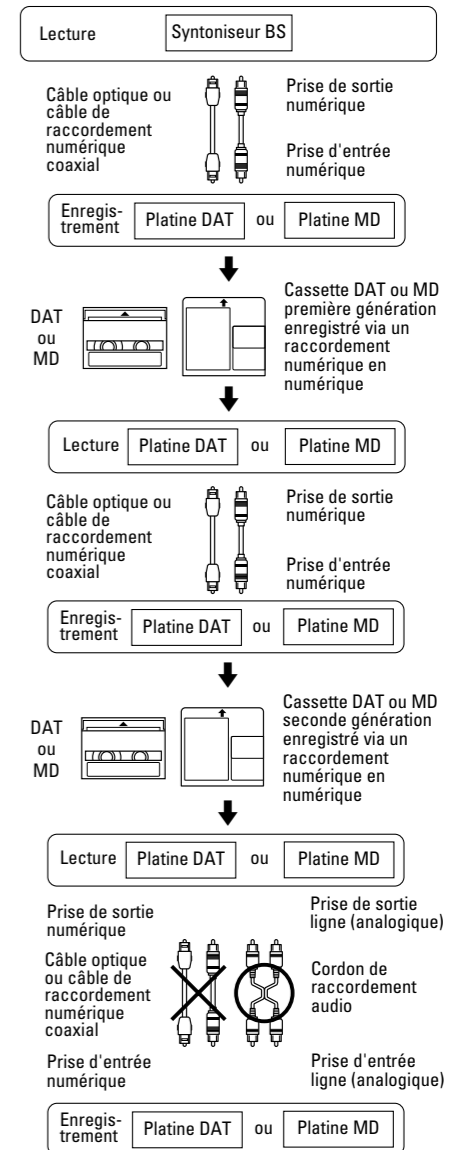 Lecture
Syntoniseur BS
Câble optique ou
câble de
raccordement
numérique
coaxial
Prise de sortie
numérique
Prise d'entrée
numérique
Enregis-
trement
Platine DAT
ou
Platine MD
DAT
ou
MD
Cassette DAT ou MD
première génération
enregistré via un
raccordement
numérique en
numérique
Lecture
Platine DAT
ou
Platine MD
Câble optique ou
câble de
raccordement
numérique
coaxial
Prise de sortie
numérique
Prise d'entrée
numérique
Enregis-
trement
Platine DAT
ou
Platine MD
DAT
ou
MD
Cassette DAT ou MD
seconde génération
enregistré via un
raccordement
numérique en
numérique
Lecture
Platine DAT
ou
Platine MD
Prise de sortie
numérique
Câble optique
ou câble de
raccordement
numérique
coaxial
Prise d'entrée
numérique
Prise de sortie
ligne (analogique)
Cordon de
raccordement
audio
Prise d'entrée
ligne (analogique)
Enregis-
trement
Platine DAT
ou
Platine MD